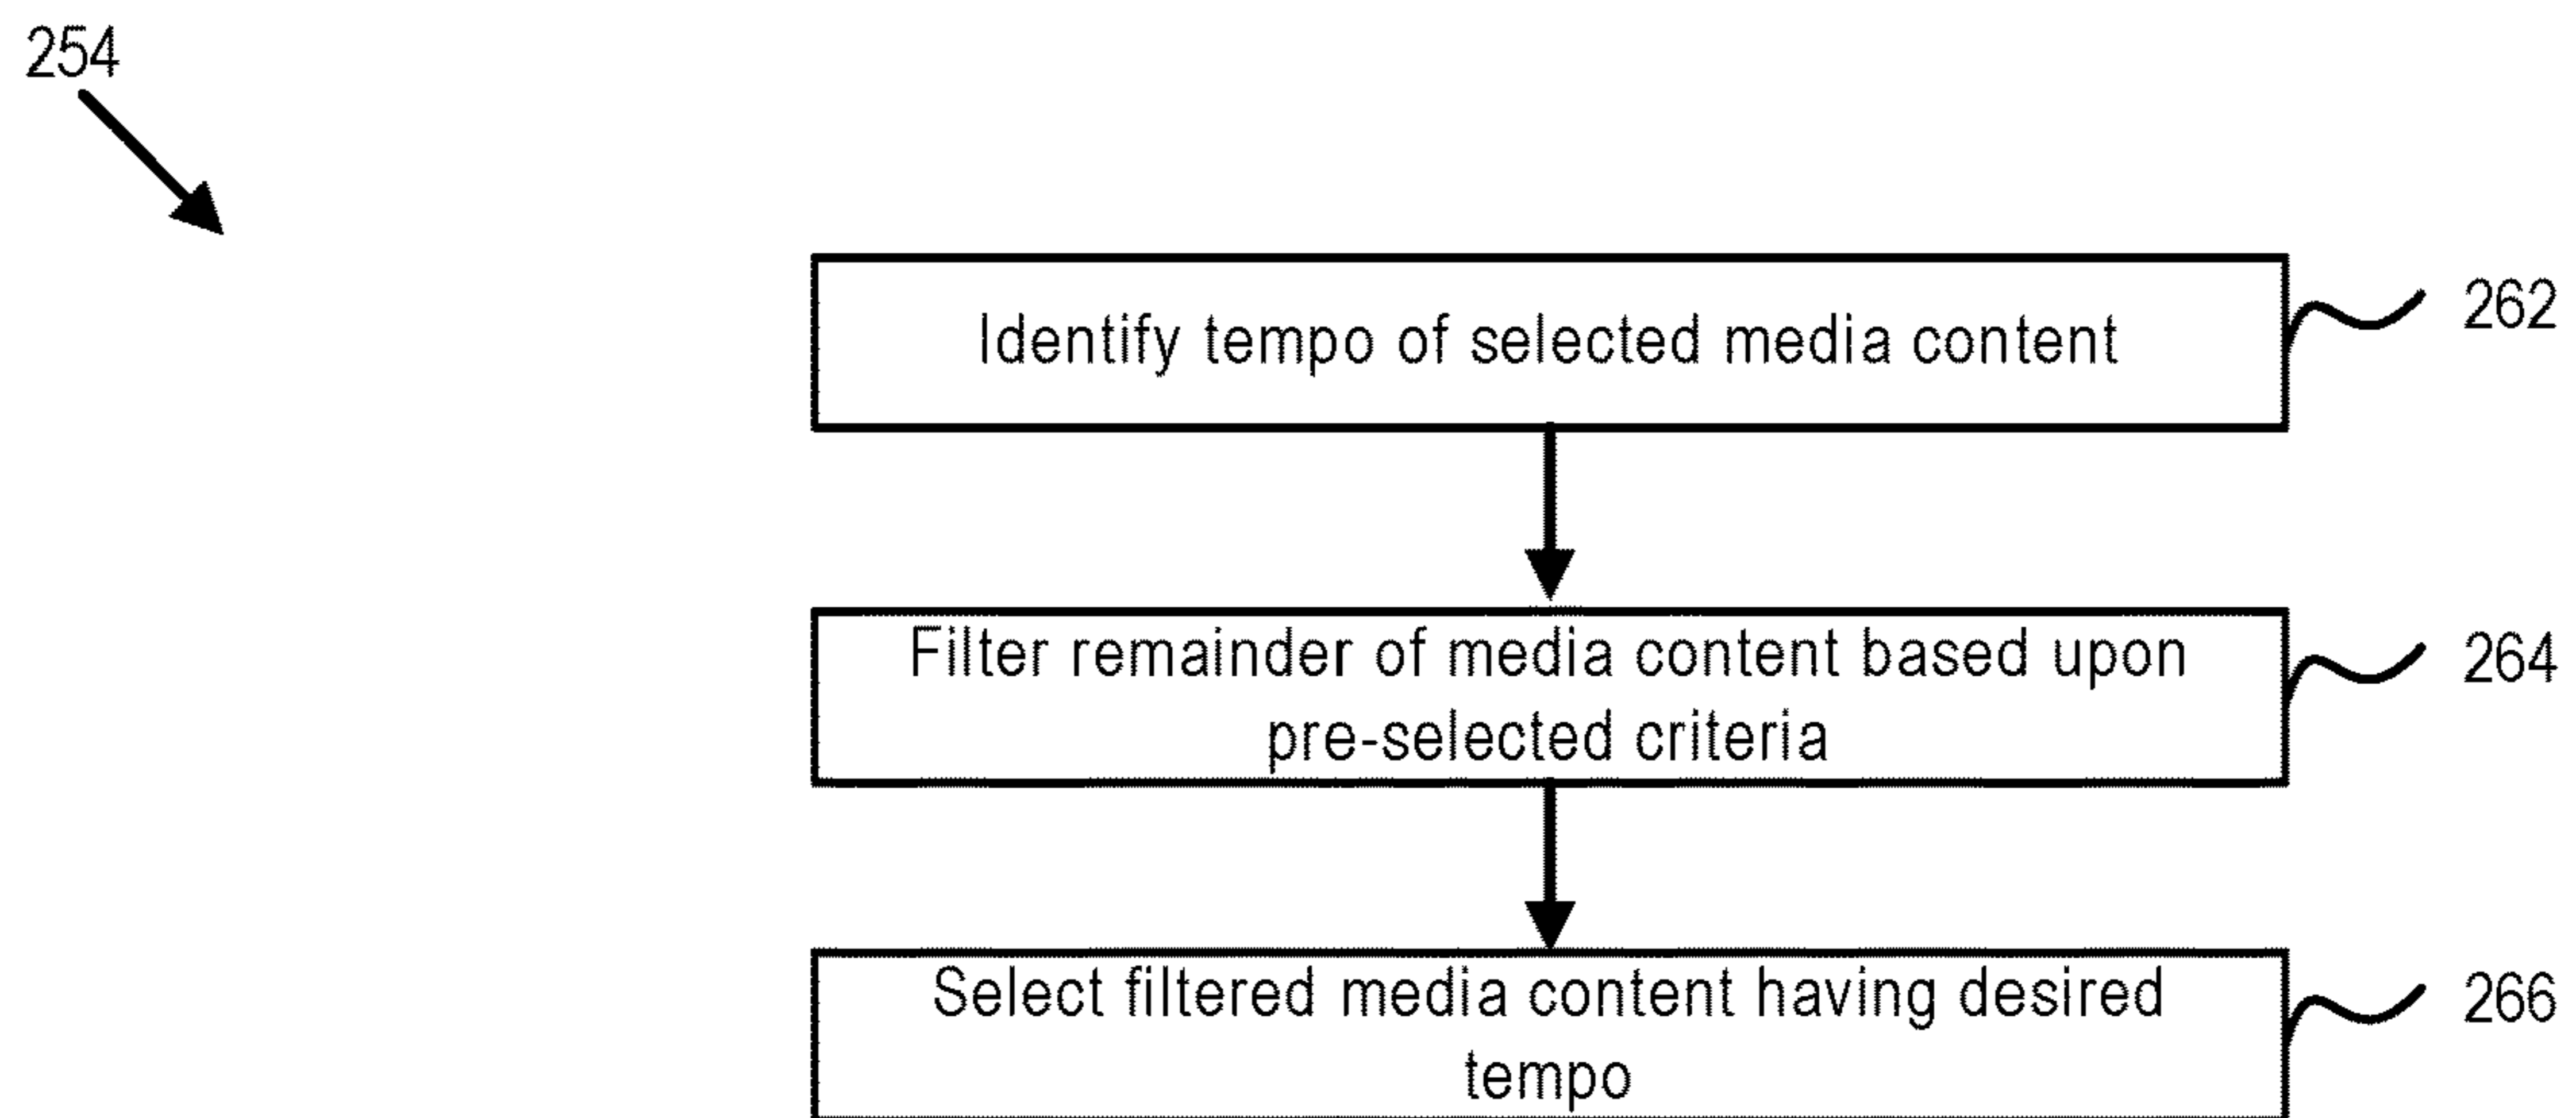 254
Identify tempo of selected media content
262
Filter remainder of media content based upon
pre-selected criteria
264
Select filtered media content having desired
tempo
266